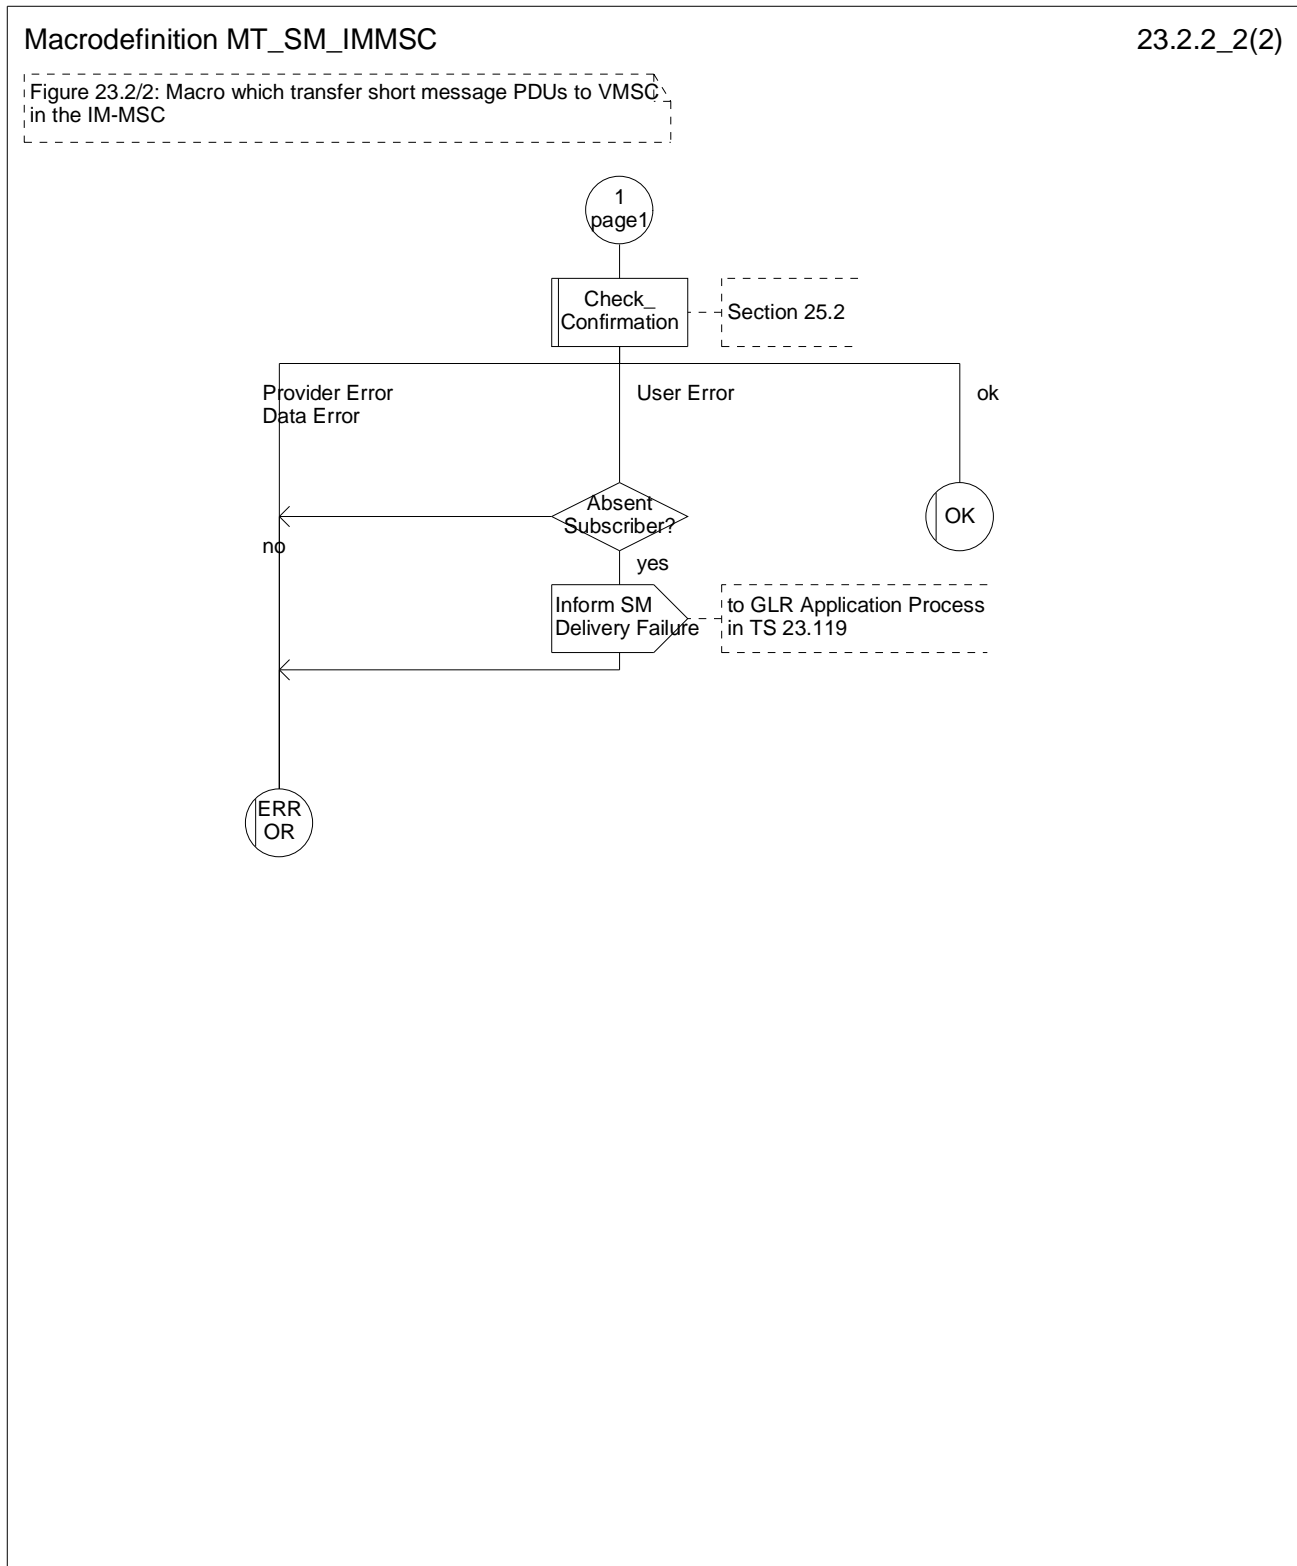 Macrodefinition MT_SM_IMMSC
23.2.2_2(2)
Figure 23.2/2: Macro which transfer short message PDUs to VMSC
in the IM-MSC
1
page1
Check_
Confirmation
Section 25.2
Provider Error
Data Error
User Error
ok
Absent
Subscriber?
OK
no
yes
Inform SM
Delivery Failure
to GLR Application Process
in TS 23.119
ERR
OR